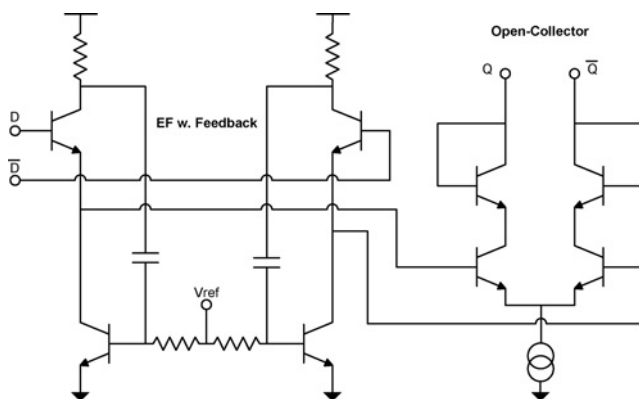 Open-Collector
Q
Q̅
D
EF w. Feedback
D̅
Vref